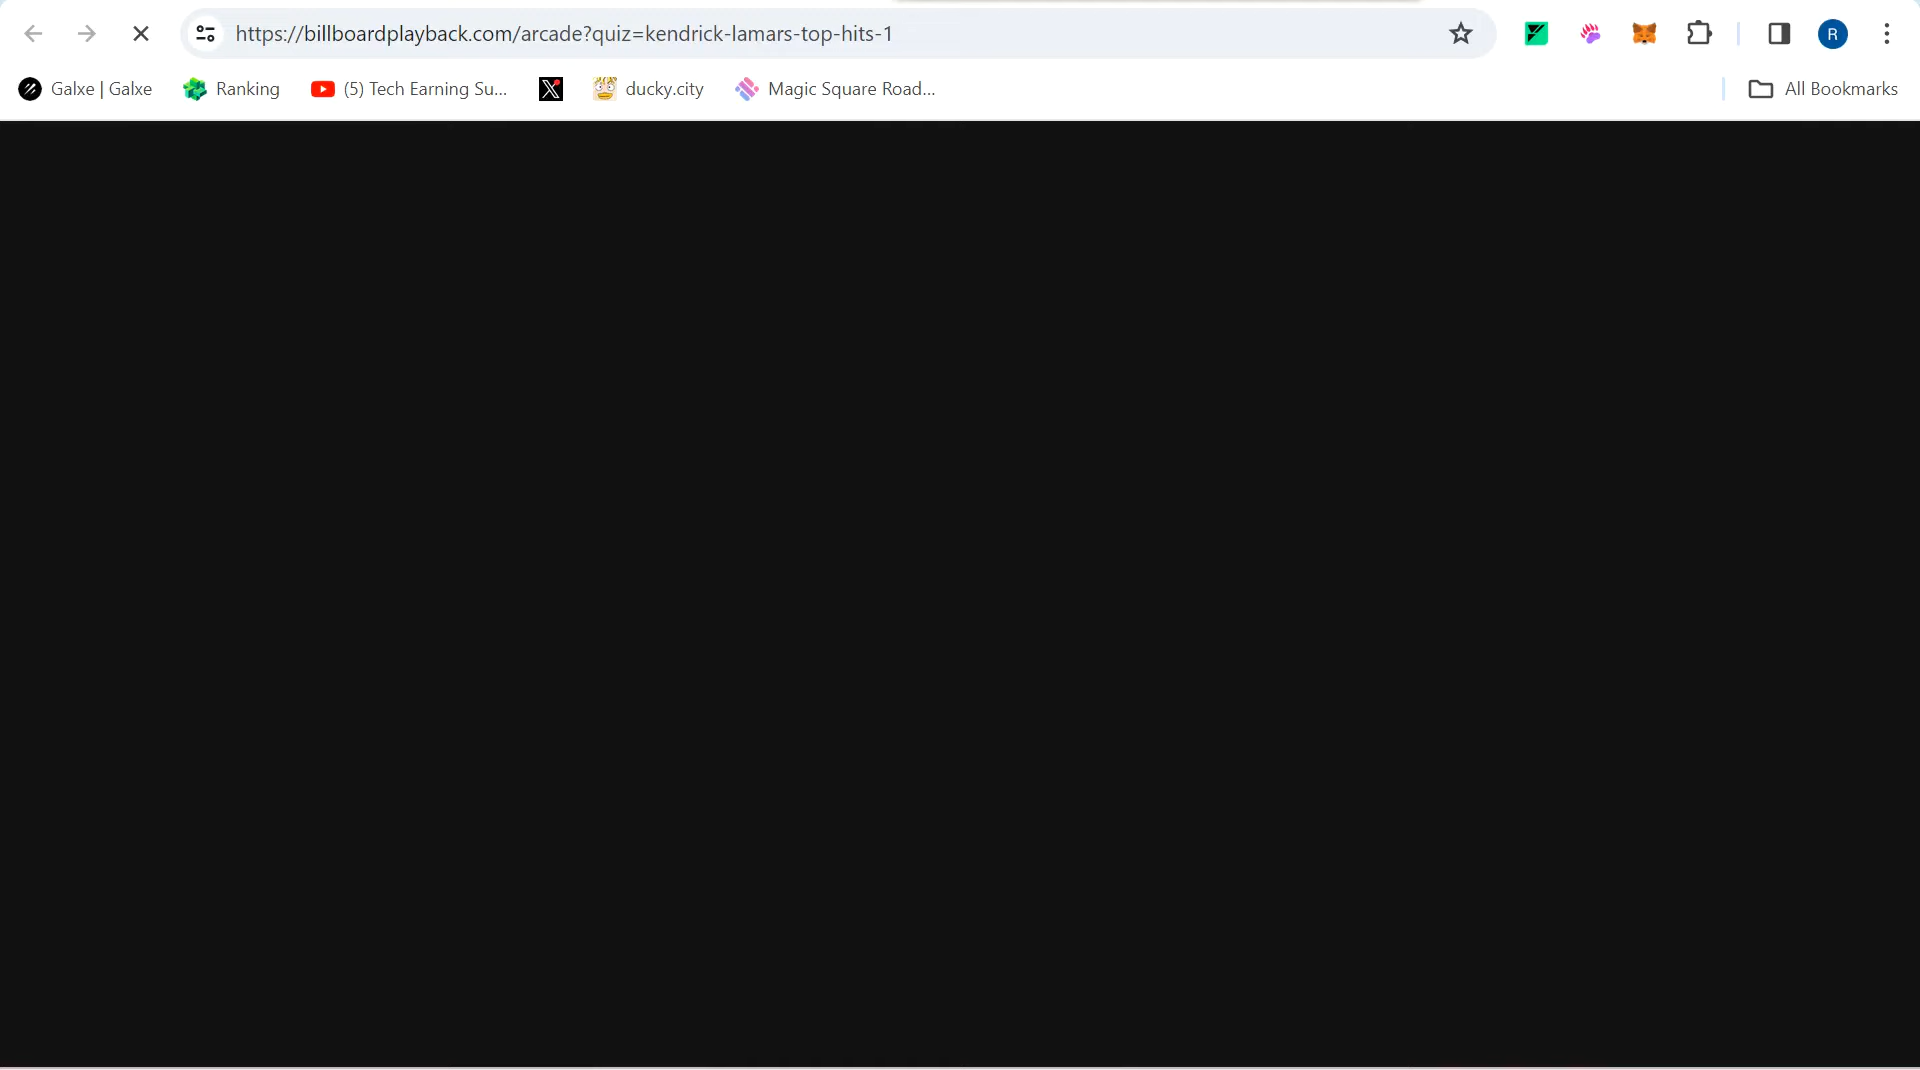 https://billboardplayback.com/arcade?quiz=kendrick-lamars-top-hits-1
R
Galxe | Galxe
Ranking
(5) Tech Earning Su...
ducky.city
Magic Square Road...
All Bookmarks